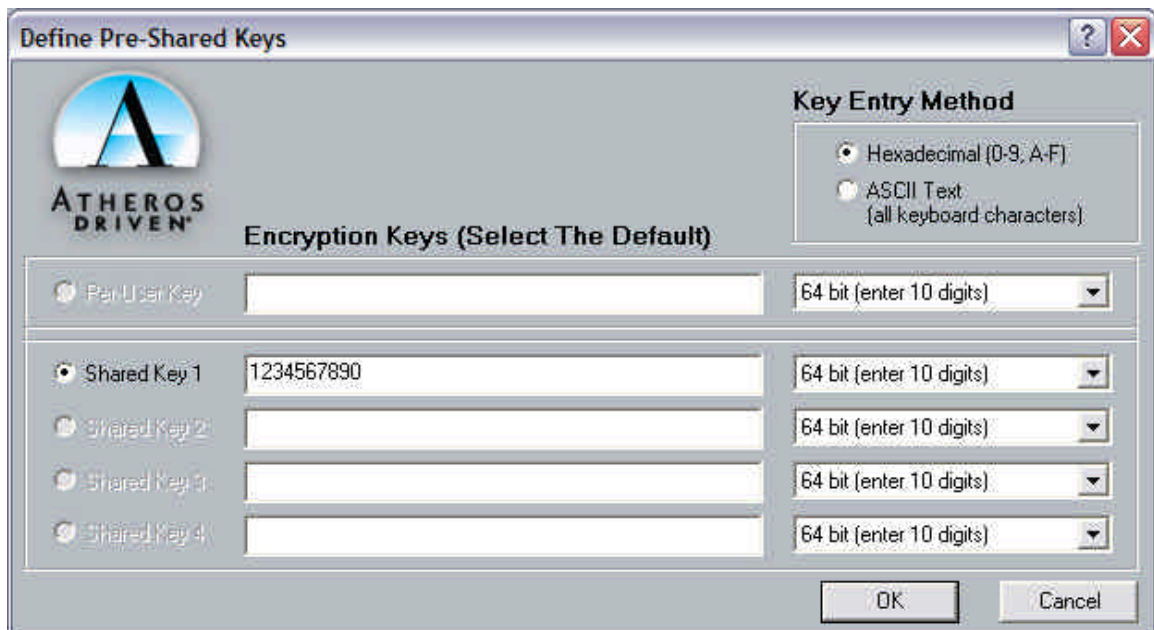 Define Pre-Shared Keys
?
ATHEROS
DRIVEN®
Key Entry Method
Hexadecimal (0-9, A-F)
ASCII Text
(all keyboard characters)
Encryption Keys (Select The Default)
Per User Key 64 bit (enter 10 digits)
Shared Key 1 1234567890 64 bit (enter 10 digits)
Shared Key 2 64 bit (enter 10 digits)
Shared Key 3 64 bit (enter 10 digits)
Shared Key 4 64 bit (enter 10 digits)
OK Cancel